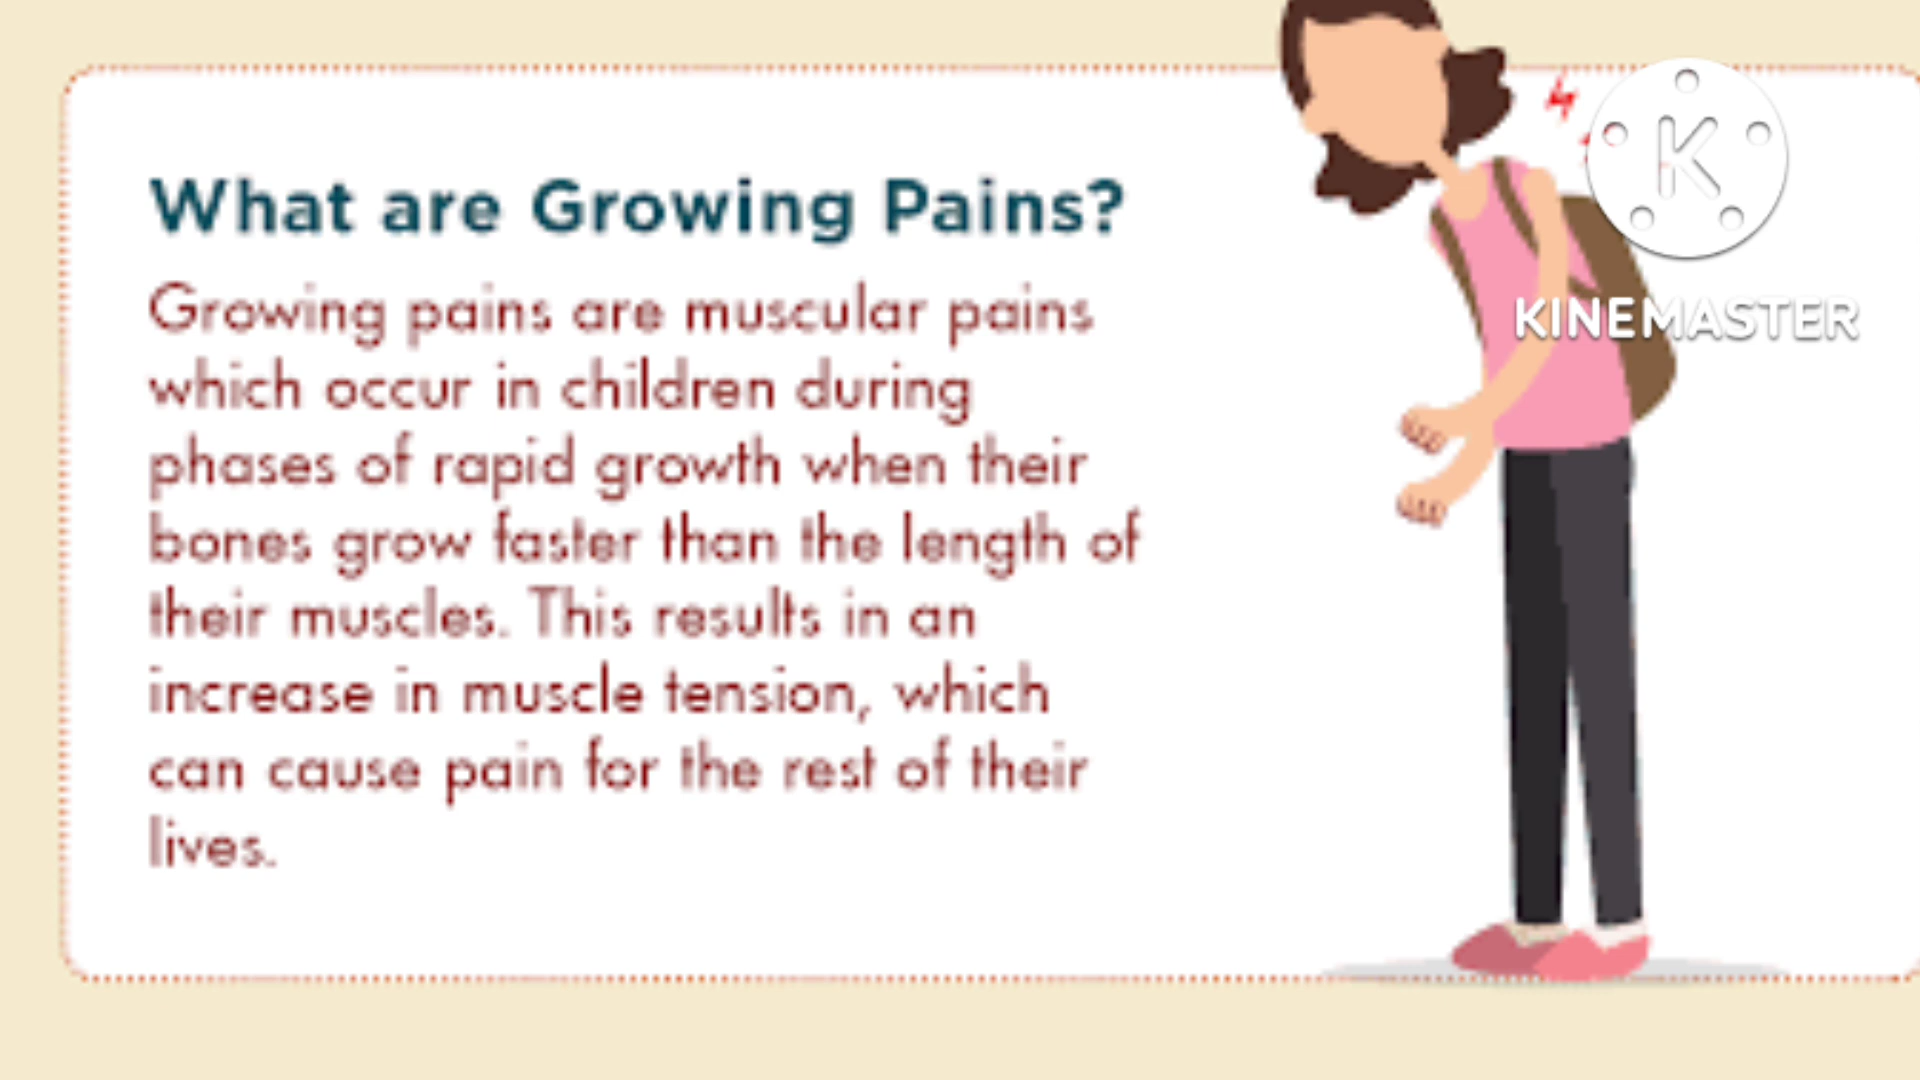 What are Growing Pains?
Growing pains are muscular pains
which occur in children during
phases of rapid growth when their
bones grow faster than the length of
their muscles. This results in an
increase in muscle tension, which
can cause pain for the rest of their
lives.
K
KINEMASTER